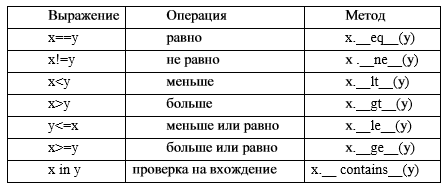 Выражение Операция Метод
x==y равно x.__eq__(y)
x!=y не равно x .__ne__(y)
x<y меньше x.__lt__(y)
x>y больше x.__gt__(y)
y<=x меньше или равно x.__le__(y)
x>=y больше или равно x.__ge__(y)
x in y проверка на вхождение x.__ contains__(y)